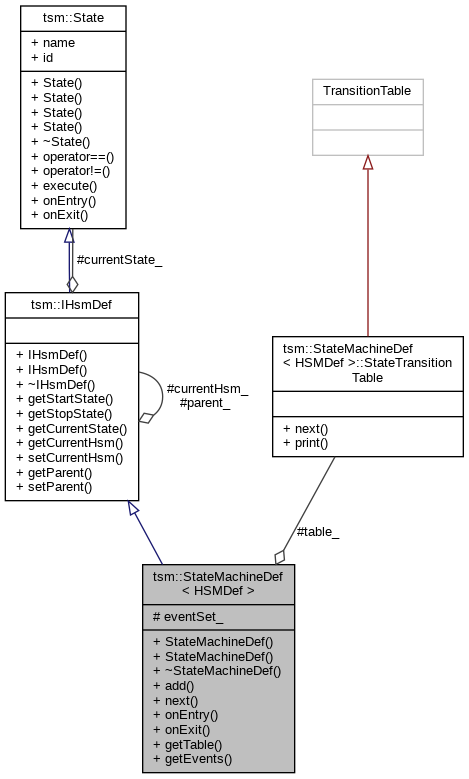 tsm::State
+ name
+ id
+ State()
+ State()
+ State()
+ State()
+ ~State()
+ operator==()
+ operator!=()
+ execute()
+ onEntry()
+ onExit()
TransitionTable
#currentState_
tsm::IHsmDef
+ IHsmDef()
+ IHsmDef()
+ ~IHsmDef()
+ getStartState()
+ getStopState()
+ getCurrentState()
+ getCurrentHsm()
+ setCurrentHsm()
+ getParent()
+ setParent()
#currentHsm_
#parent_
tsm::StateMachineDef
< HSMDef >::StateTransition
Table
+ next()
+ print()
#table_
tsm::StateMachineDef
< HSMDef >
# eventSet_
+ StateMachineDef()
+ StateMachineDef()
+ ~StateMachineDef()
+ add()
+ next()
+ onEntry()
+ onExit()
+ getTable()
+ getEvents()